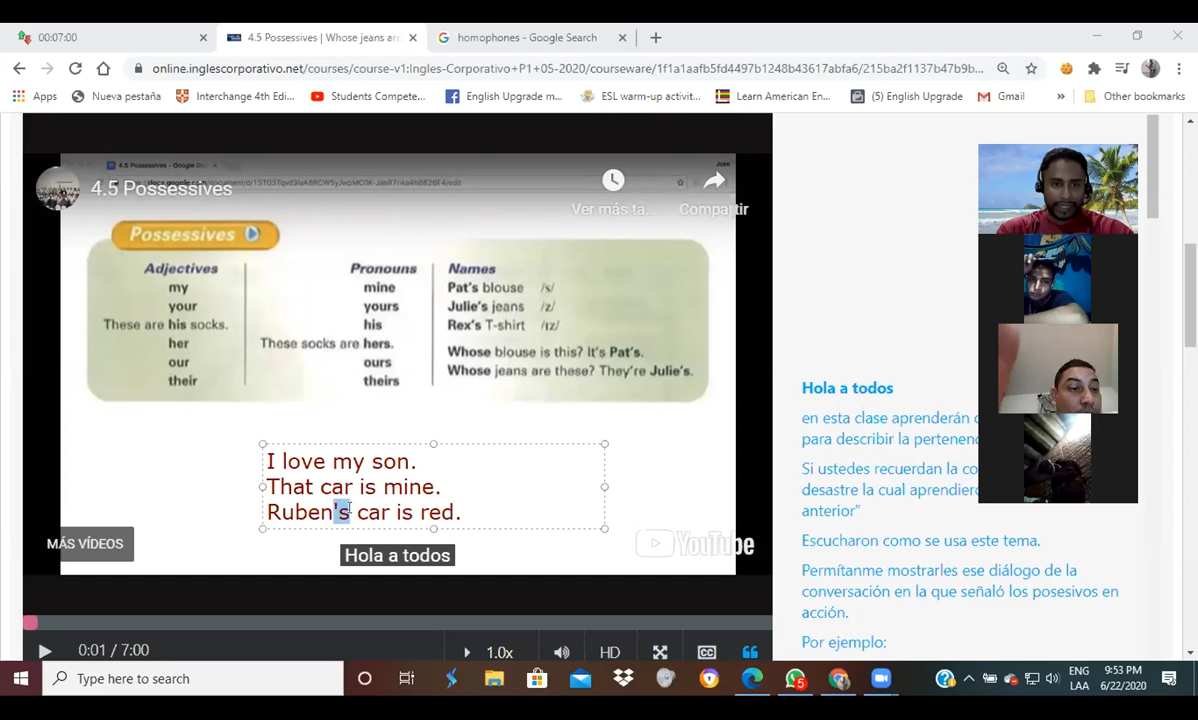 00:07:00
4.5 Possessives | Whose jeans are
homophones - Google Search
online.inglescorporativo.net/courses/course-v1:Ingles-Corporativo+P1+05-2020/courseware/1f1a1aafb5fd4497b1248b43617abfa6/215ba2f1137b47b9b...
Apps
Nueva pestaña
Interchange 4th Edi...
Students Compete...
English Upgrade m...
ESL warm-up activit...
Learn American En...
(5) English Upgrade
Gmail
»
Other bookmarks
4.5 Possessives - Google Do
4.5 Possessives
Ver más ta...
Compartir
Possessives
Adjectives
my
your
These are his socks.
her
our
their
Pronouns
mine
yours
his
These socks are hers.
ours
theirs
Names
Pat's blouse /s/
Julie's jeans /z/
Rex's T-shirt /ɪz/
Whose blouse is this? It's Pat's.
Whose jeans are these? They're Julie's.
I love my son.
That car is mine.
Ruben's car is red.
MÁS VÍDEOS
Hola a todos
YouTube
0:01 / 7:00
1.0x
HD
CC
Hola a todos
en esta clase aprenderán
para describir la pertenen
Si ustedes recuerdan la co
desastre la cual aprendiero
anterior"
Escucharon como se usa este tema.
Permítanme mostrarles ese diálogo de la
conversación en la que señaló los posesivos en
acción.
Por ejemplo:
Type here to search
5
ENG
LAA
9:53 PM
6/22/2020